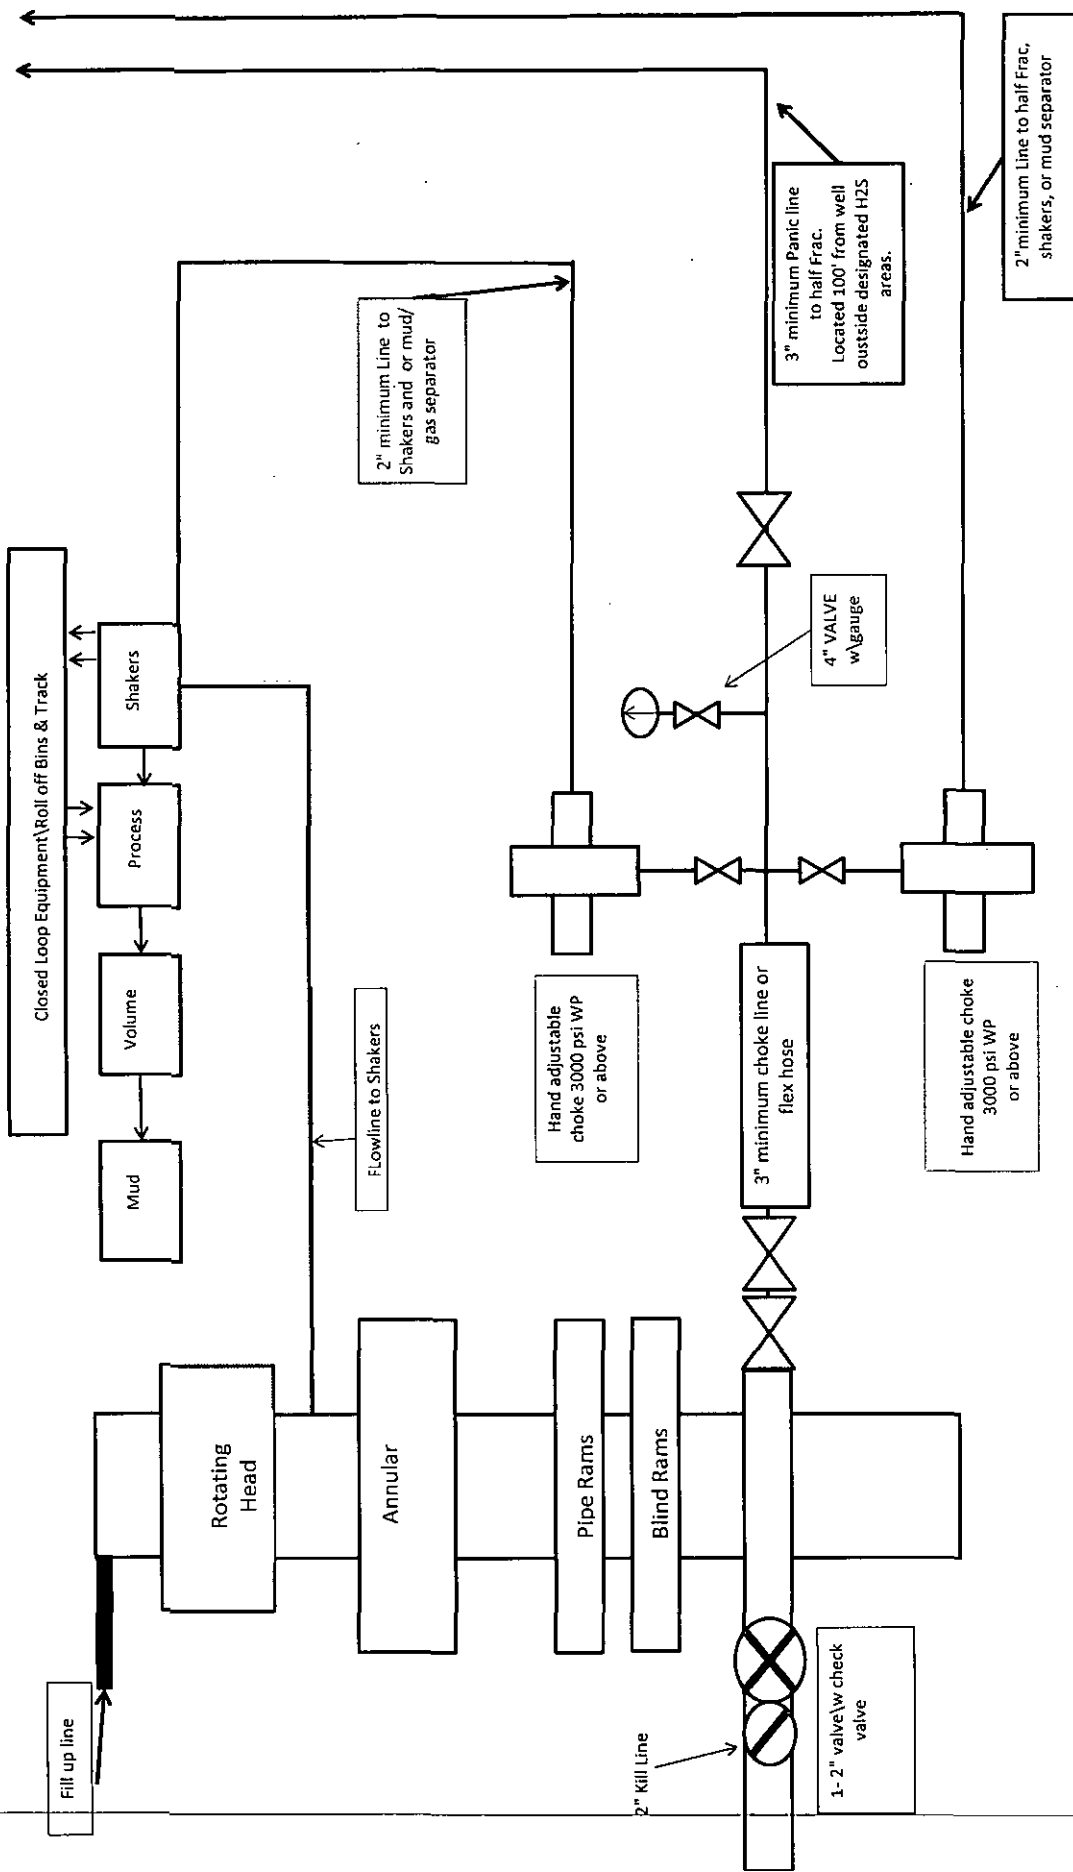 Fill up line
Closed Loop Equipment\Roll off Bins & Track
Mud
Volume
Process
Shakers
Rotating
Head
FLowline to Shakers
2" minimum Line to
Shakers and or mud/
gas separator
Annular
Pipe Rams
Blind Rams
Hand adjustable
choke 3000 psi WP
or above
2" Kill Line
1- 2" valve\w check
valve
3" minimum choke line or
flex hose
4" VALVE
w\gauge
3" minimum Panic line
to half Frac.
Located 100' from well
oustside designated H2S
areas.
Hand adjustable choke
3000 psi WP
or above
2"minimum Line to half Frac,
shakers, or mud separator